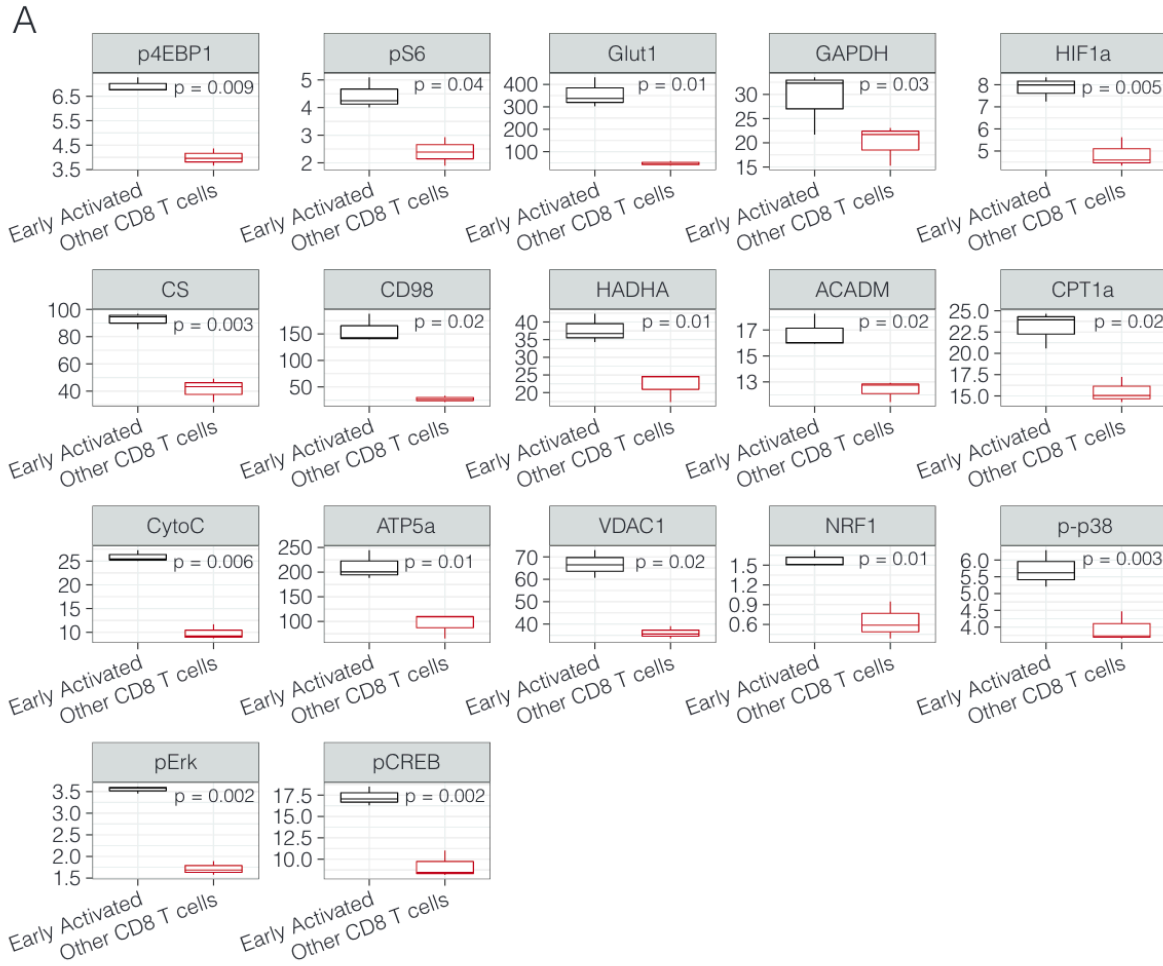 A
p4EBP1 pS6 Glut1 GAPDH HIF1a
p = 0.009 p = 0.04 p = 0.01 p = 0.03 p = 0.005
6.5 5.5 4.5 3.5
5 4 3 2
400 300 200 100
30 25 20 15
8 7 6 5
Early Activated Other CD8 T cells Early Activated Other CD8 T cells Early Activated Other CD8 T cells Early Activated Other CD8 T cells Early Activated Other CD8 T cells
CS CD98 HADHA ACADM CPT1a
p = 0.003 p = 0.02 p = 0.01 p = 0.02 p = 0.02
100 80 60 40
150 100 50
40 35 30 25 20
17 16 15 13
25.0 22.5 20.0 17.5 15.0
Early Activated Other CD8 T cells Early Activated Other CD8 T cells Early Activated Other CD8 T cells Early Activated Other CD8 T cells Early Activated Other CD8 T cells
CytoC ATP5a VDAC1 NRF1 p-p38
p = 0.006 p = 0.01 p = 0.02 p = 0.01 p = 0.003
25 20 15 10
250 200 150 100
70 60 50 40
1.5 1.2 0.9 0.6
6.0 5.5 5.0 4.5 4.0
Early Activated Other CD8 T cells Early Activated Other CD8 T cells Early Activated Other CD8 T cells Early Activated Other CD8 T cells Early Activated Other CD8 T cells
pErk pCREB
p = 0.002 p = 0.002
3.5 3.0 2.5 2.0 1.5
17.5 15.0 12.5 10.0
Early Activated Other CD8 T cells Early Activated Other CD8 T cells